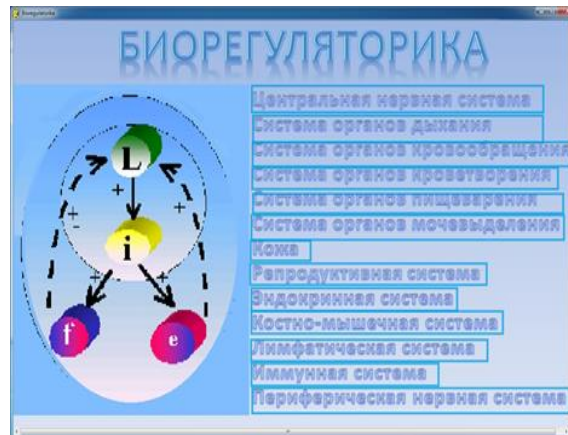 Bioregulatorika
БИОРЕГУЛЯТОРИКА
Центральная нервная система
Система органов дыхания
Система органов кровообращения
Система органов кроветворения
Система органов пищеварения
Система органов мочевыделения
Кожа
Репродуктивная система
Эндокринная система
Костно-мышечная система
Лимфатическая система
Иммунная система
Периферическая нервная система
L
+
+
i
+
-
+
+
f
e